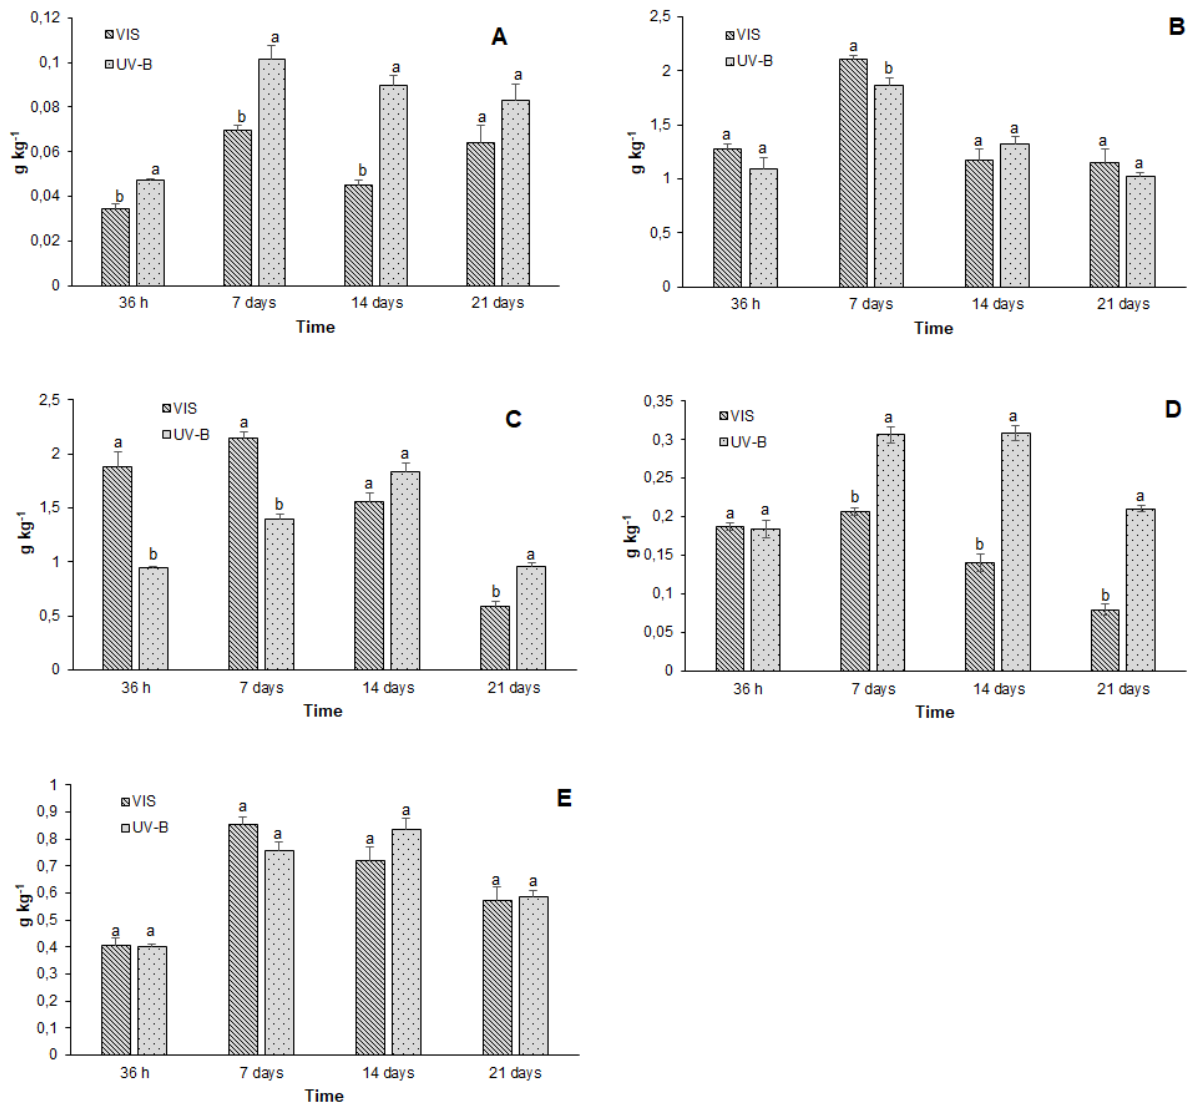 A
VIS
UV-B
0,12
0,1
0,08
0,06
0,04
0,02
0
g kg-1
b a b a b a a a
36 h 7 days 14 days 21 days
Time
B
VIS
UV-B
2,5
2
1,5
1
0,5
0
g kg-1
a a a b a a a a
36 h 7 days 14 days 21 days
Time
C
VIS
UV-B
2,5
2
1,5
1
0,5
0
g kg-1
a b a b a a b a
36 h 7 days 14 days 21 days
Time
D
VIS
UV-B
0,35
0,3
0,25
0,2
0,15
0,1
0,05
0
g kg-1
a a b a b a b a
36 h 7 days 14 days 21 days
Time
E
VIS
UV-B
1
0,9
0,8
0,7
0,6
0,5
0,4
0,3
0,2
0,1
0
g kg-1
a a a a a a a a
36 h 7 days 14 days 21 days
Time